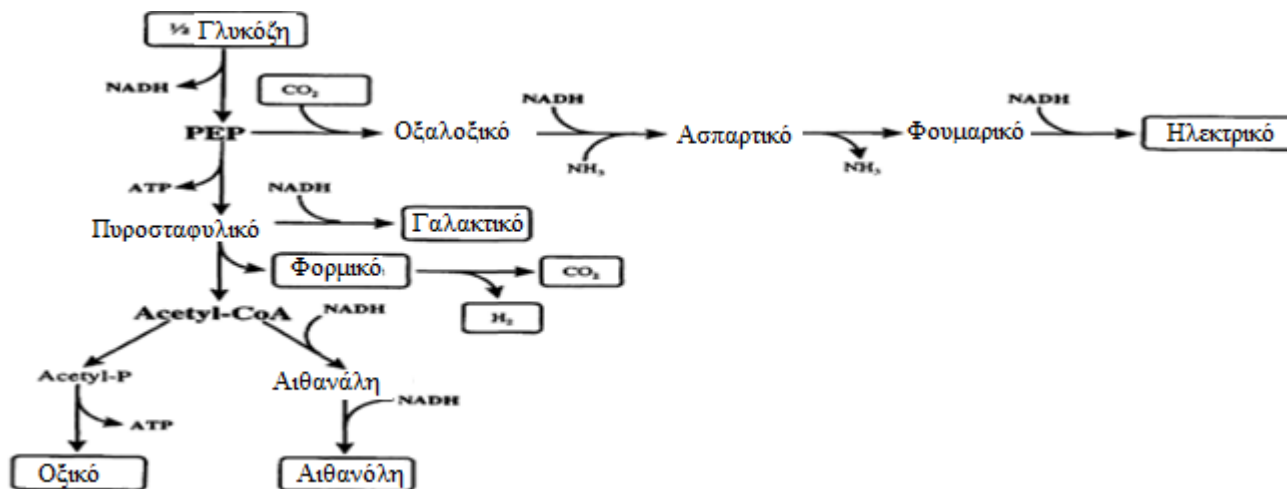 ½ Γλυκόζη
NADH
CO₂
NADH
NADH
PEP
Οξαλοξικό
Ασπαρτικό
Φουμαρικό
Ηλεκτρικό
NH₃
NH₃
ATP
NADH
Πυροσταφυλικό
Γαλακτικό
Φορμικό
CO₂
H₂
Acetyl-CoA
NADH
Acetyl-P
Αιθανάλη
NADH
ATP
Οξικό
Αιθανόλη